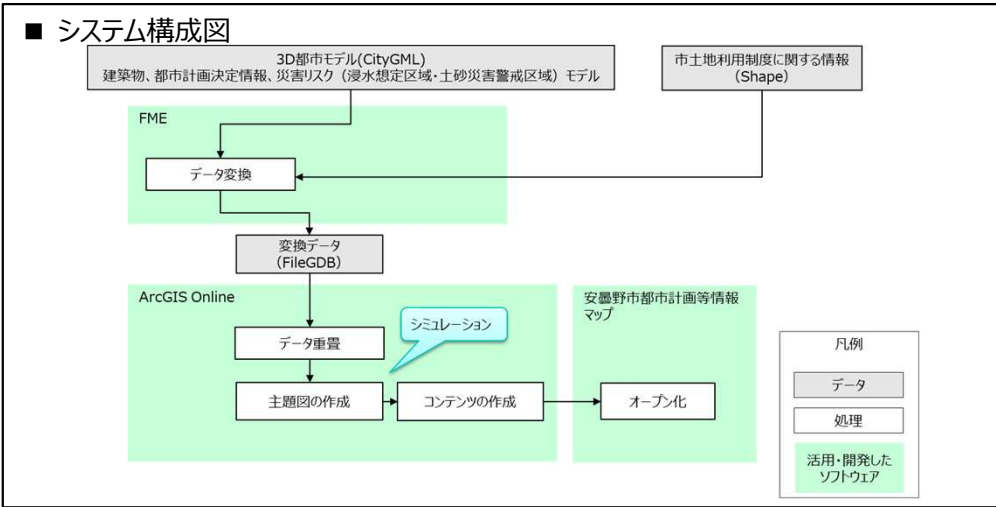 ■ システム構成図
3D都市モデル(CityGML)
建築物、都市計画決定情報、災害リスク（浸水想定区域・土砂災害警戒区域）モデル
市土地利用制度に関する情報
（Shape）
FME
データ変換
変換データ
(FileGDB)
ArcGIS Online
データ重畳
シミュレーション
主題図の作成
コンテンツの作成
安曇野市都市計画等情報
マップ
オープン化
凡例
データ
処理
活用・開発した
ソフトウェア